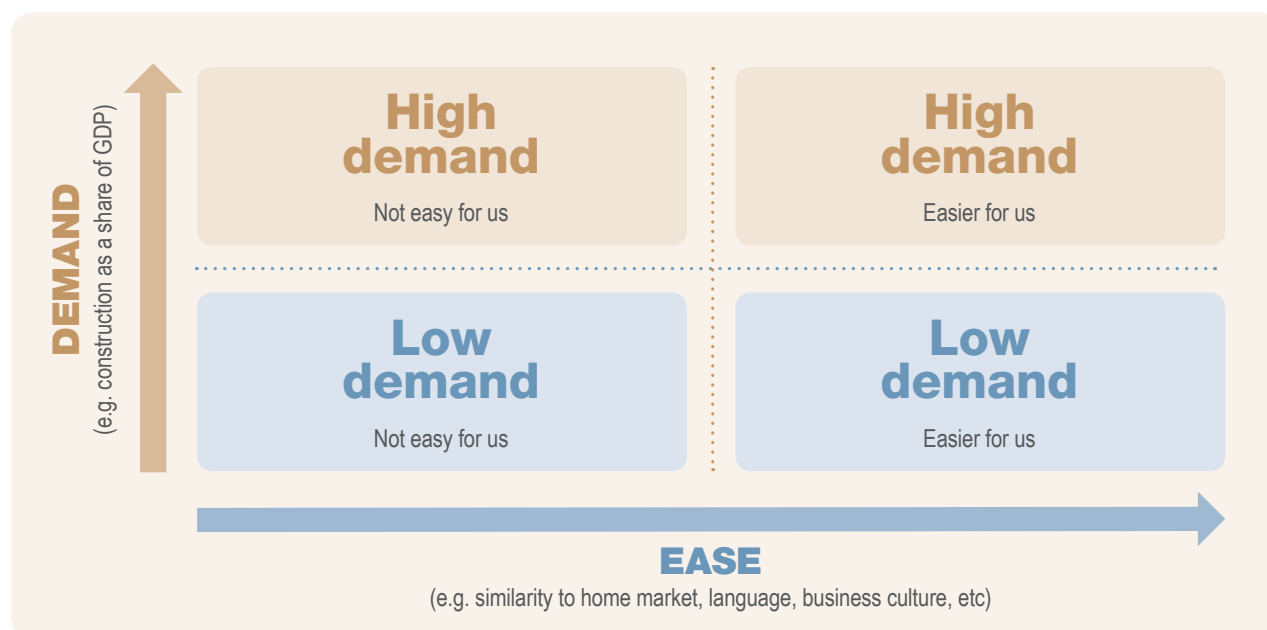 DEMAND
(e.g. construction as a share of GDP)
High
demand
Not easy for us
High
demand
Easier for us
Low
demand
Not easy for us
Low
demand
Easier for us
EASE
(e.g. similarity to home market, language, business culture, etc)